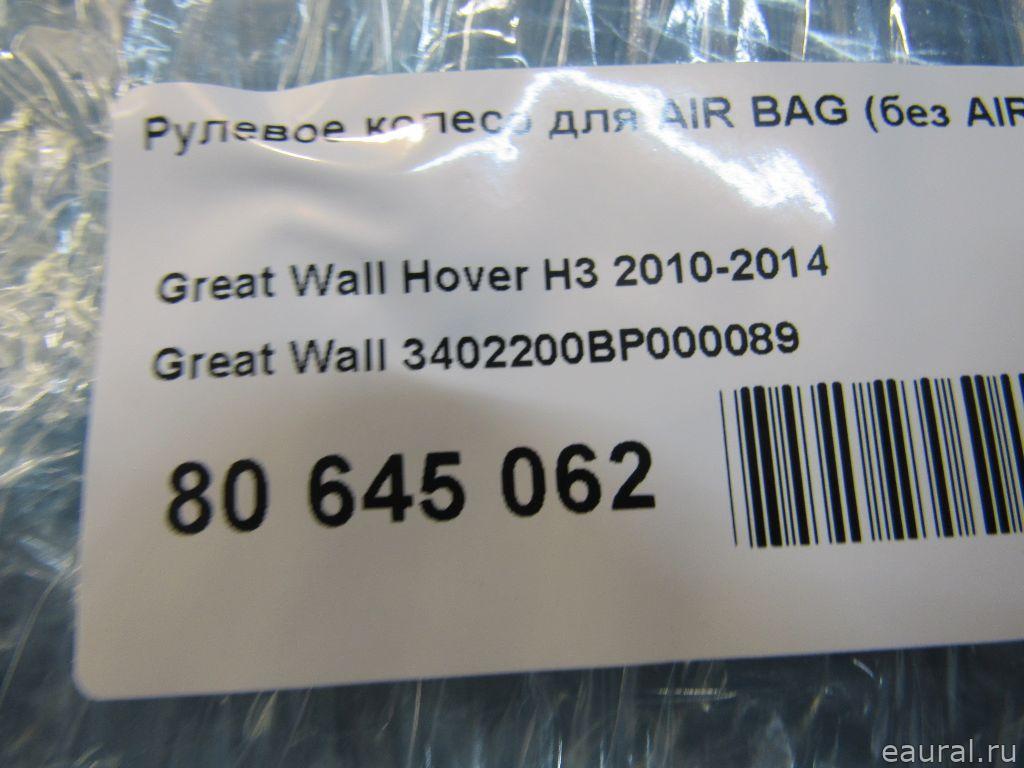 Рулевое колесо для AIR BAG (без AIR
Great Wall Hover H3 2010-2014
Great Wall 3402200BP000089
80 645 062
eaural.ru